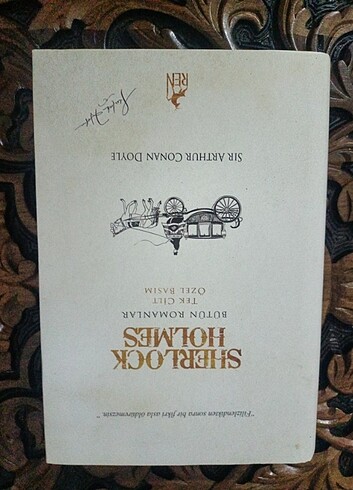 "Filizlendikten sonra bir fikri asla öldüremezsin."
SHERLOCK
HOLMES
BÜTÜN ROMANLAR
TEK CİLT
ÖZEL BASIM
SIR ARTHUR CONAN DOYLE
REN